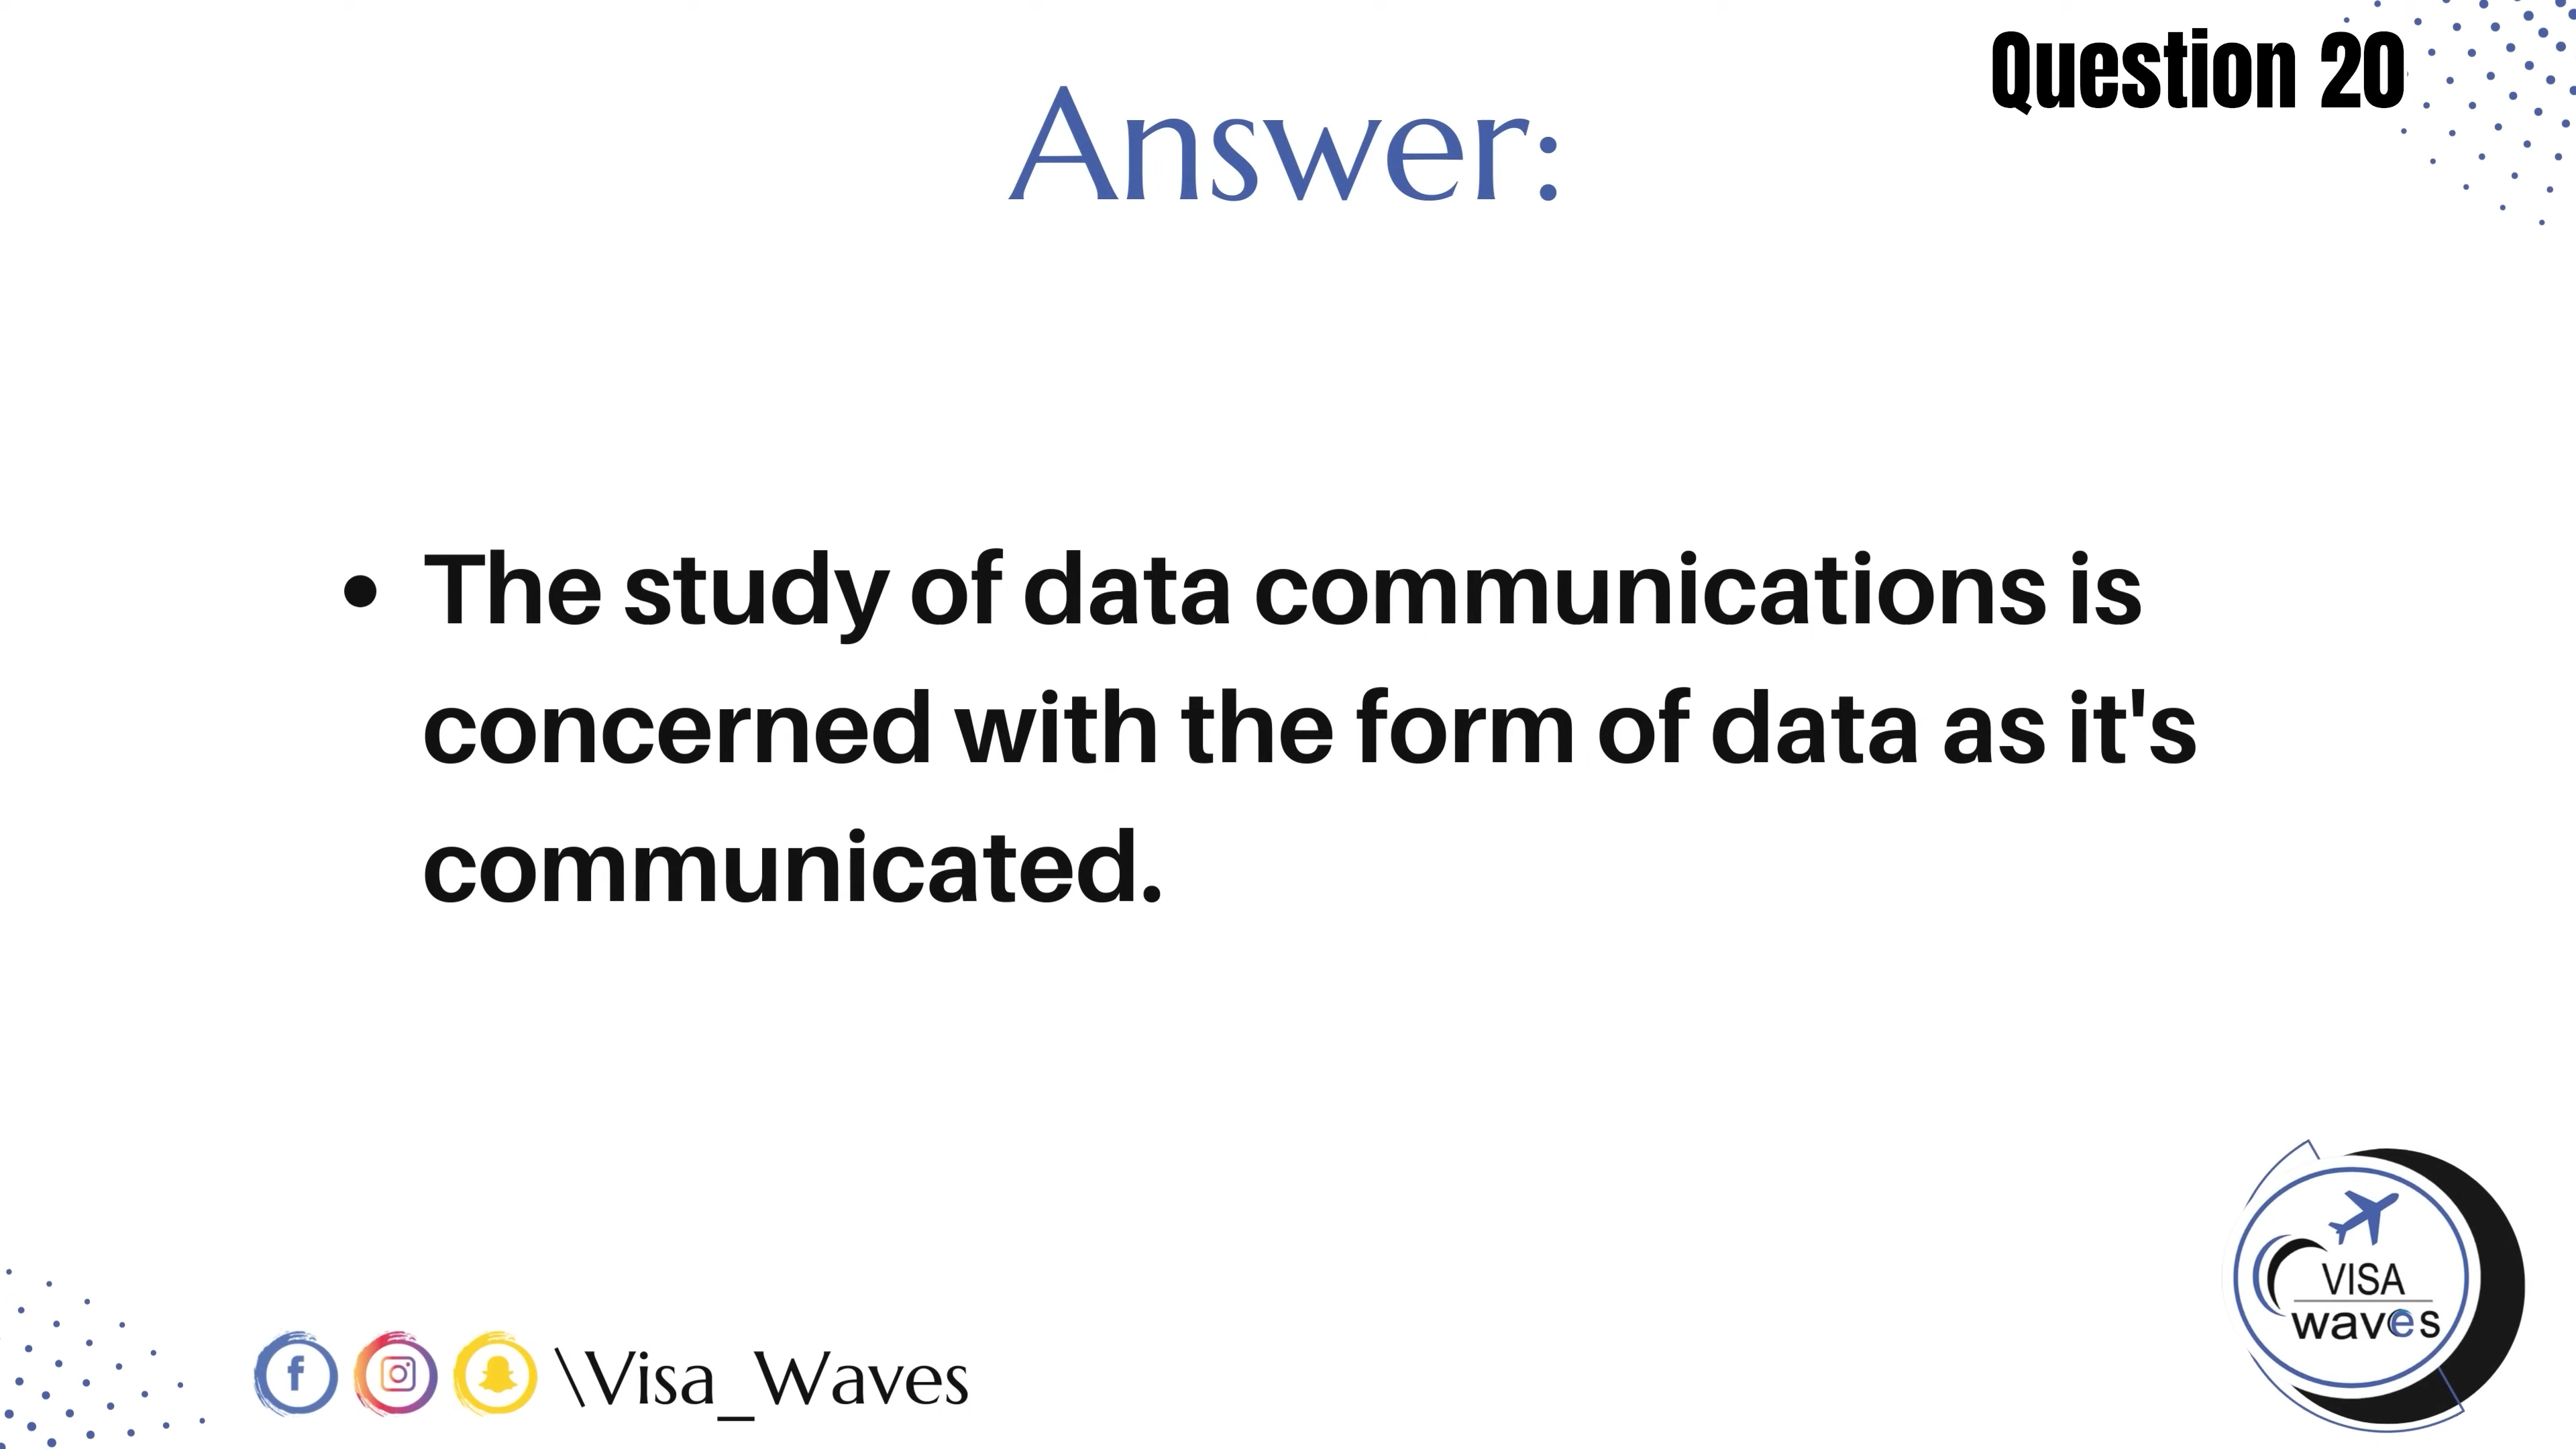 Question 20
Answer:
• The study of data communications is
concerned with the form of data as it's
communicated.
\Visa_Waves
VISA
waves